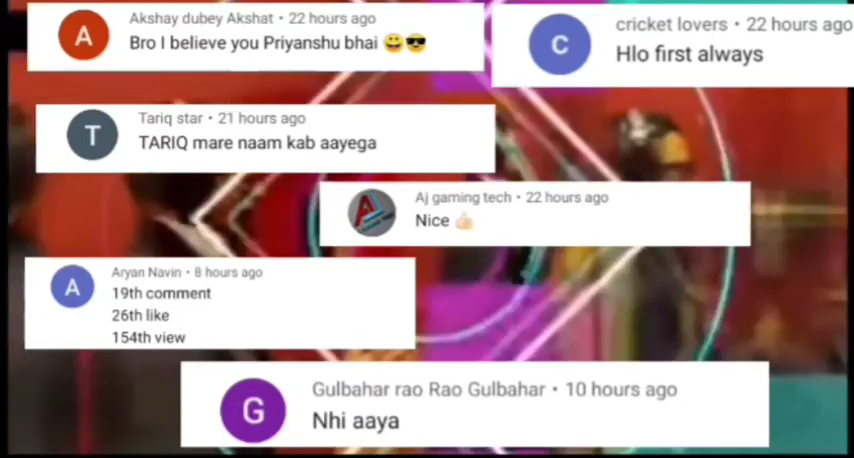 Akshay dubey Akshat • 22 hours ago
Bro I believe you Priyanshu bhai 😀😎
cricket lovers • 22 hours ago
Hlo first always
Tariq star • 21 hours ago
TARIQ mare naam kab aayega
Aj gaming tech • 22 hours ago
Nice 👍🏻
Aryan Navin • 8 hours ago
19th comment
26th like
154th view
Gulbahar rao Rao Gulbahar • 10 hours ago
Nhi aaya
A
C
T
A
G